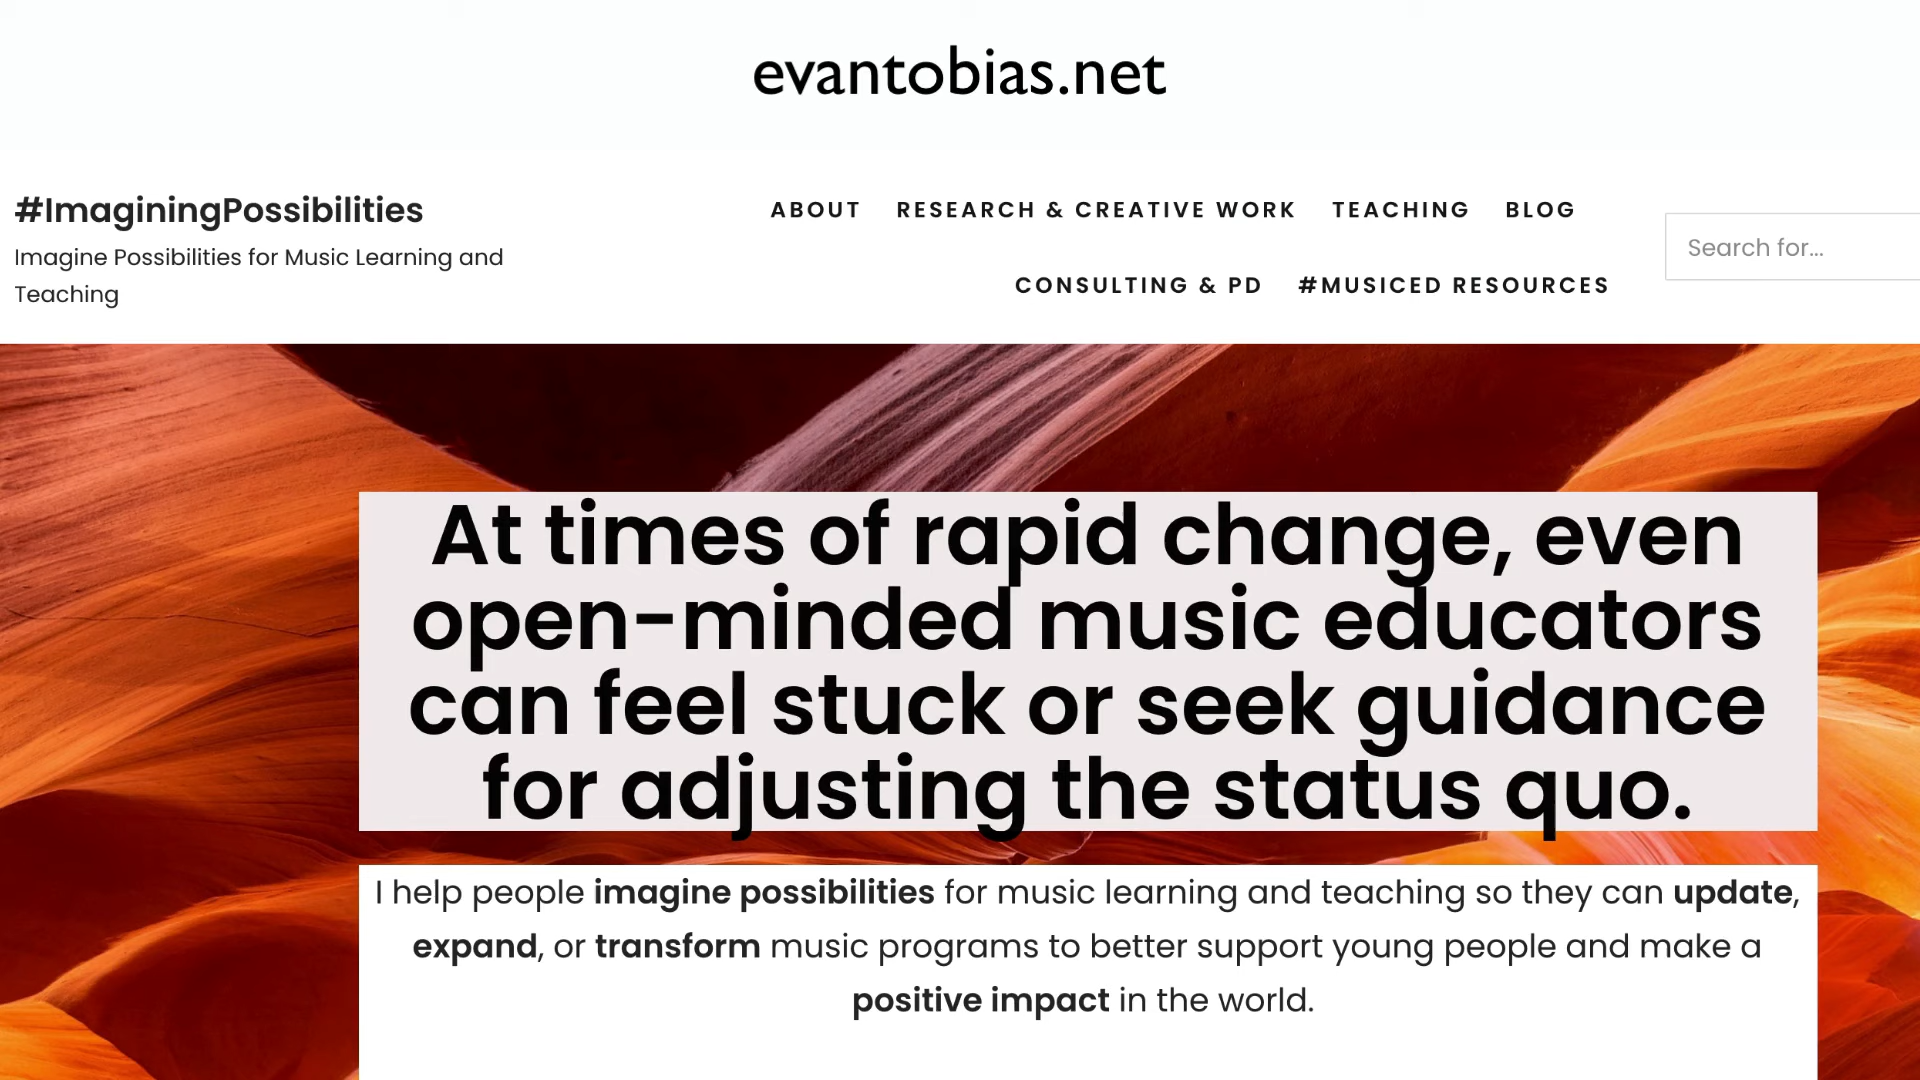 evantobias.net
#ImaginingPossibilities
Imagine Possibilities for Music Learning and
Teaching
ABOUT RESEARCH & CREATIVE WORK TEACHING BLOG
CONSULTING & PD #MUSICED RESOURCES
Search for...
At times of rapid change, even
open-minded music educators
can feel stuck or seek guidance
for adjusting the status quo.
I help people imagine possibilities for music learning and teaching so they can update,
expand, or transform music programs to better support young people and make a
positive impact in the world.